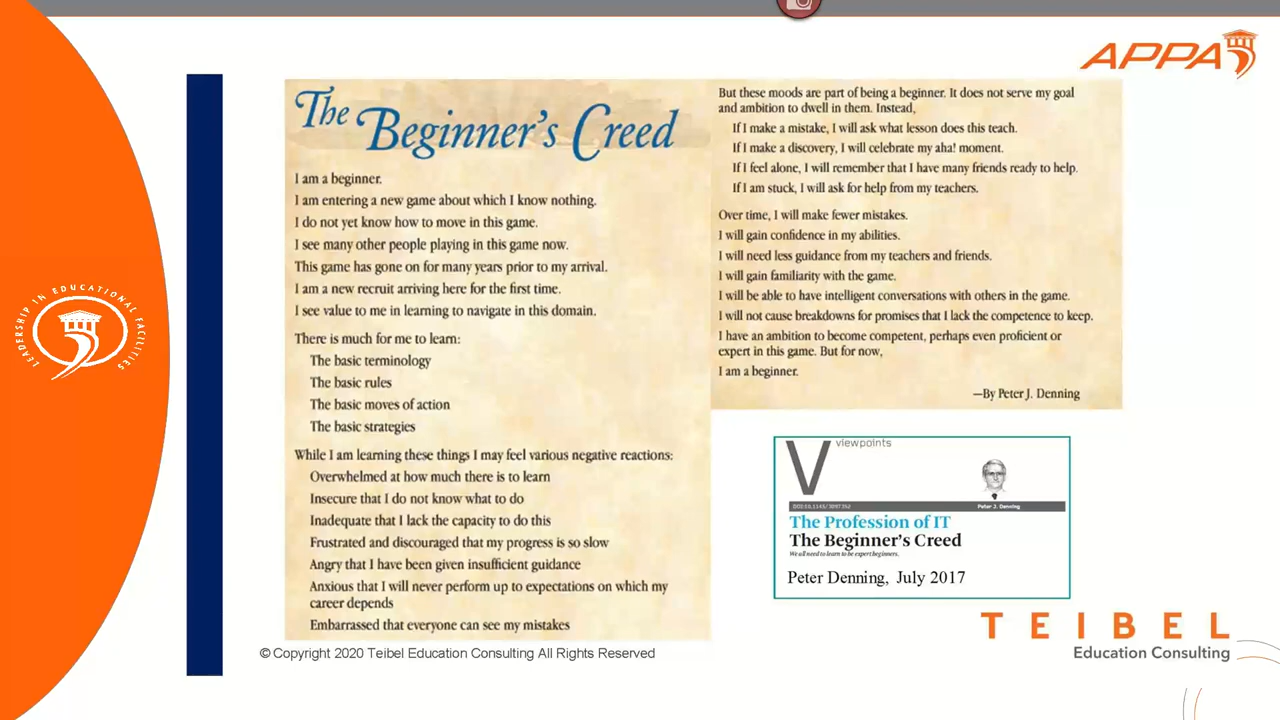 APPA
LEADERSHIP IN EDUCATIONAL FACILITIES
The
Beginner's Creed
I am a beginner.
I am entering a new game about which I know nothing.
I do not yet know how to move in this game.
I see many other people playing in this game now.
This game has gone on for many years prior to my arrival.
I am a new recruit arriving here for the first time.
I see value to me in learning to navigate in this domain.
There is much for me to learn:
The basic terminology
The basic rules
The basic moves of action
The basic strategies
While I am learning these things I may feel various negative reactions:
Overwhelmed at how much there is to learn
Insecure that I do not know what to do
Inadequate that I lack the capacity to do this
Frustrated and discouraged that my progress is so slow
Angry that I have been given insufficient guidance
Anxious that I will never perform up to expectations on which my
career depends
Embarrassed that everyone can see my mistakes
But these moods are part of being a beginner. It does not serve my goal
and ambition to dwell in them. Instead,
If I make a mistake, I will ask what lesson does this teach.
If I make a discovery, I will celebrate my aha! moment.
If I feel alone, I will remember that I have many friends ready to help.
If I am stuck, I will ask for help from my teachers.
Over time, I will make fewer mistakes.
I will gain confidence in my abilities.
I will need less guidance from my teachers and friends.
I will gain familiarity with the game.
I will be able to have intelligent conversations with others in the game.
I will not cause breakdowns for promises that I lack the competence to keep.
I have an ambition to become competent, perhaps even proficient or
expert in this game. But for now,
I am a beginner.
—By Peter J. Denning
V viewpoints
Peter J. Denning
The Profession of IT
The Beginner's Creed
We all need to learn to be expert beginners.
Peter Denning, July 2017
TEIBEL
Education Consulting
© Copyright 2020 Teibel Education Consulting All Rights Reserved